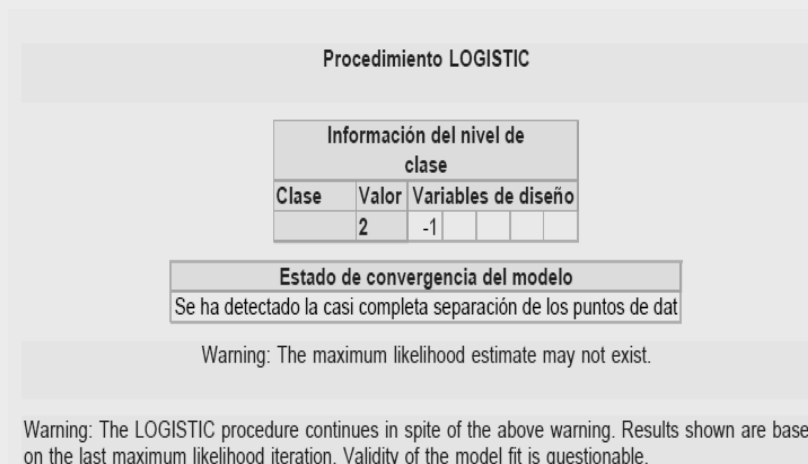 Procedimiento LOGISTIC
Información del nivel de
clase
Clase Valor Variables de diseño
2 -1
Estado de convergencia del modelo
Se ha detectado la casi completa separación de los puntos de dat
Warning: The maximum likelihood estimate may not exist.
Warning: The LOGISTIC procedure continues in spite of the above warning. Results shown are base
on the last maximum likelihood iteration. Validity of the model fit is questionable.